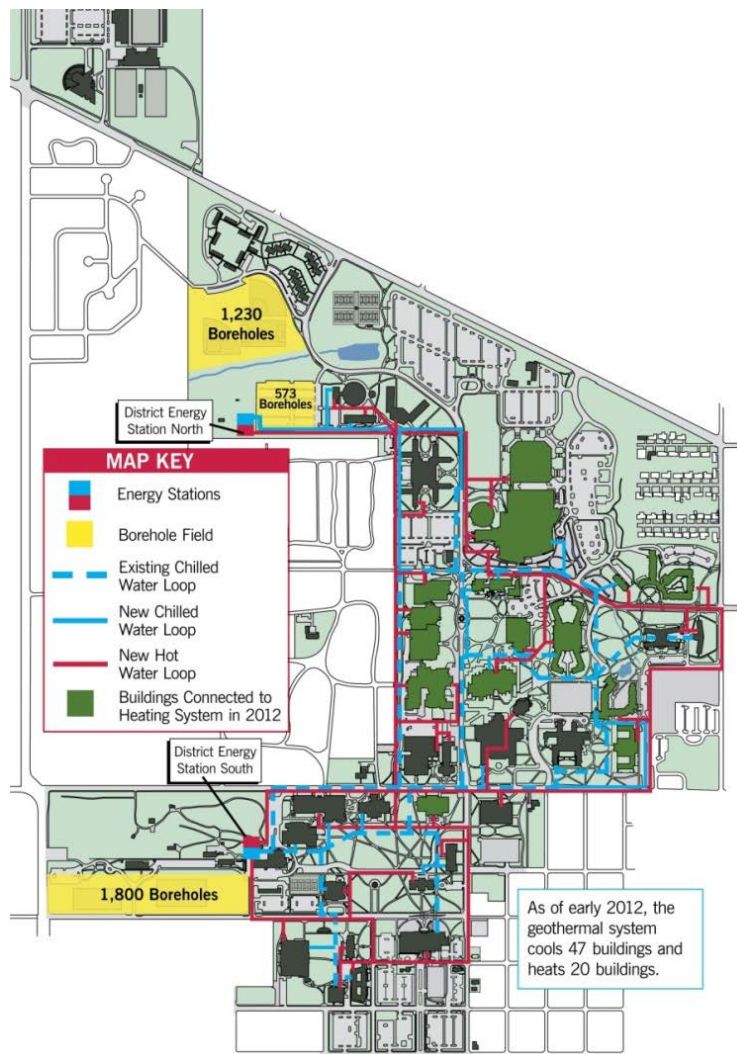 1,230
Boreholes
573
Boreholes
District Energy
Station North
MAP KEY
Energy Stations
Borehole Field
Existing Chilled
Water Loop
New Chilled
Water Loop
New Hot
Water Loop
Buildings Connected to
Heating System in 2012
District Energy
Station South
1,800 Boreholes
As of early 2012, the
geothermal system
cools 47 buildings and
heats 20 buildings.